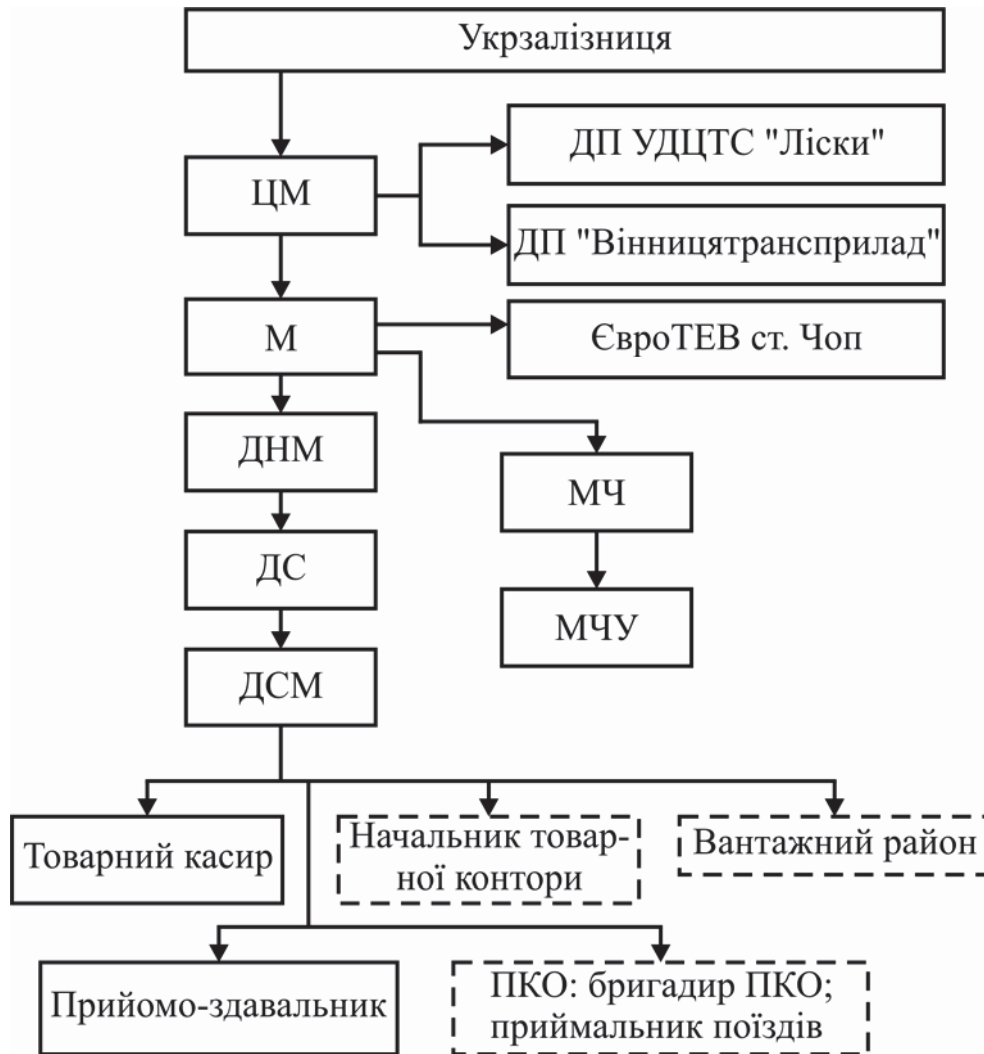 Укрзалізниця
ДП УДЦТС "Ліски"
ЦМ
ДП "Вінницятрансприлад"
М
ЄвроТЕВ ст. Чоп
ДНМ
МЧ
ДС
МЧУ
ДСМ
Товарний касир
Начальник товар-
ної контори
Вантажний район
Прийомо-здавальник
ПКО: бригадир ПКО;
приймальник поїздів